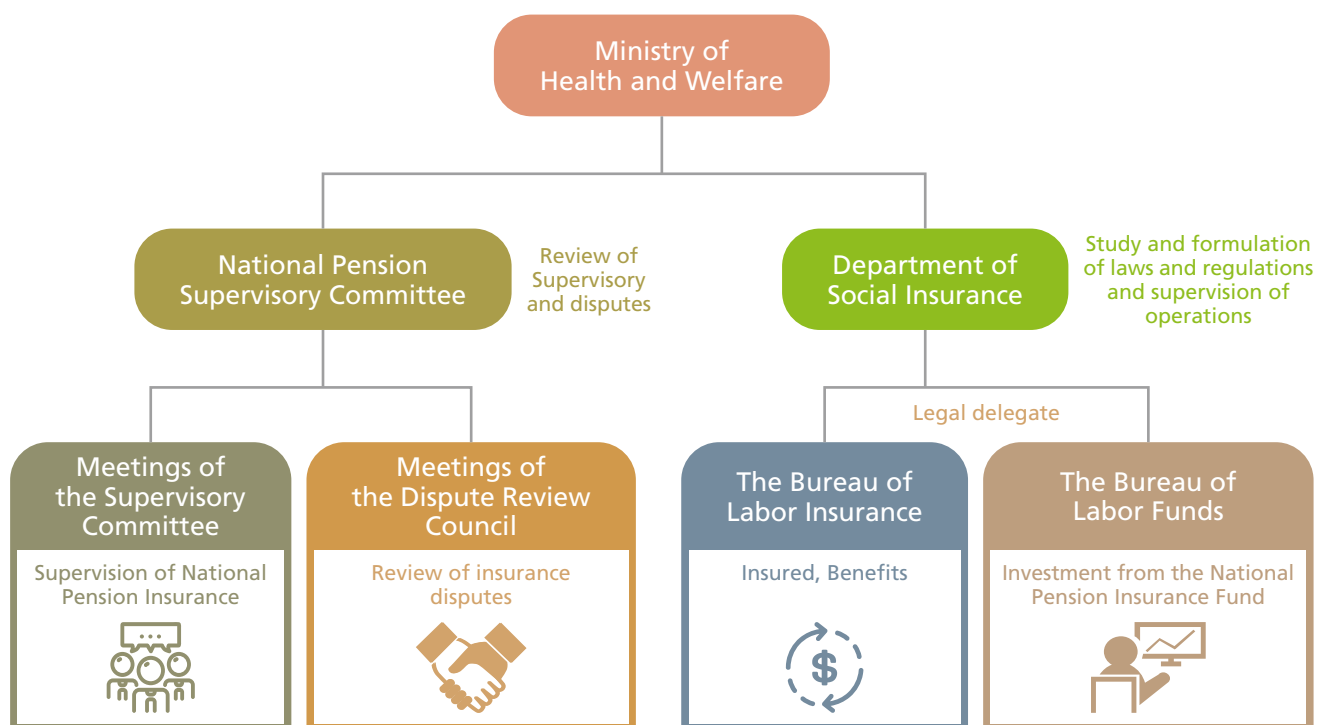 Ministry of
Health and Welfare
National Pension
Supervisory Committee
Review of
Supervisory
and disputes
Department of
Social Insurance
Study and formulation
of laws and regulations
and supervision of
operations
Legal delegate
Meetings of
the Supervisory
Committee
Supervision of National
Pension Insurance
Meetings of
the Dispute Review
Council
Review of insurance
disputes
The Bureau of
Labor Insurance
Insured, Benefits
$
The Bureau of
Labor Funds
Investment from the National
Pension Insurance Fund